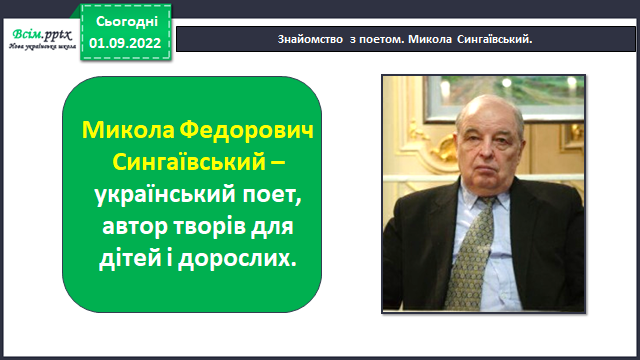 Всім.pptx
Нова українська школа
Сьогодні
01.09.2022
Знайомство з поетом. Микола Сингаївський.
Микола Федорович
Сингаївський –
український поет,
автор творів для
дітей і дорослих.